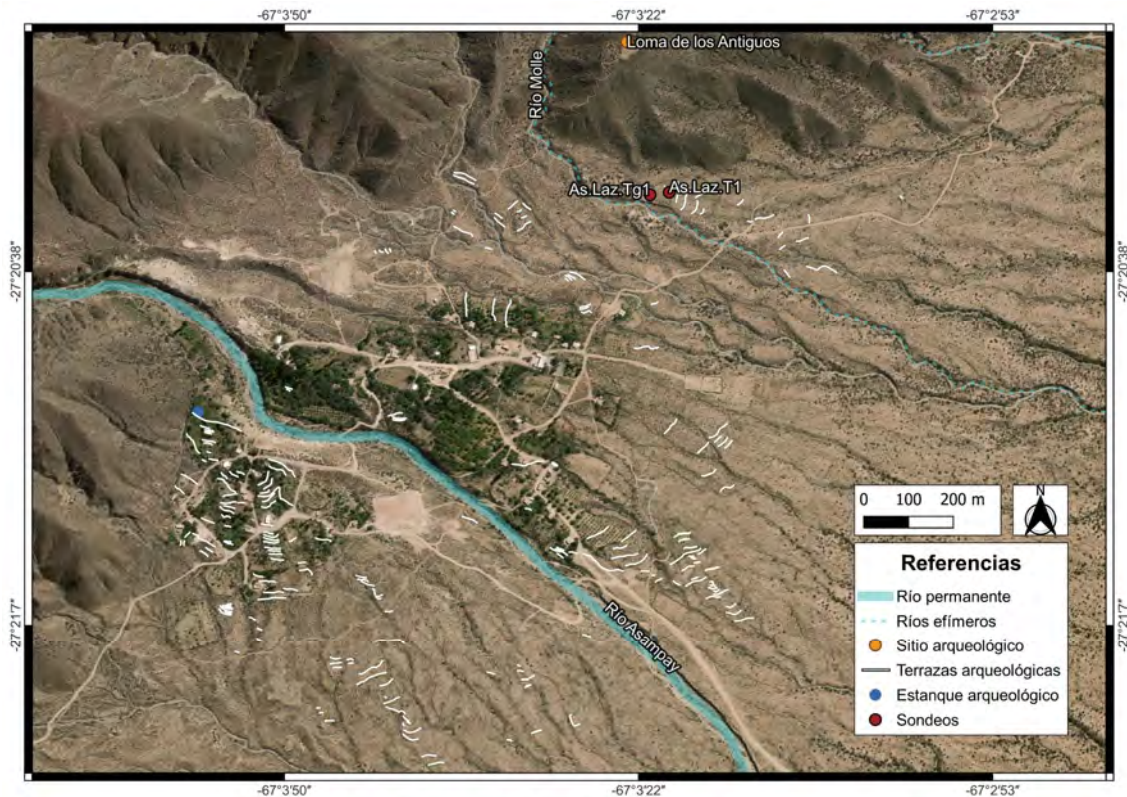 -67°3'50" -67°3'22" -67°2'53"
Loma de los Antiguos
Río Molle
As.Laz.Tg1 As.Laz.T1
-27°20'38" -27°20'38"
0 100 200 m N
Referencias
Río permanente
Ríos efímeros
Sitio arqueológico
Terrazas arqueológicas
Estanque arqueológico
Sondeos
-27°21'7" -27°21'7"
Río Asampay
-67°3'50" -67°3'22" -67°2'53"